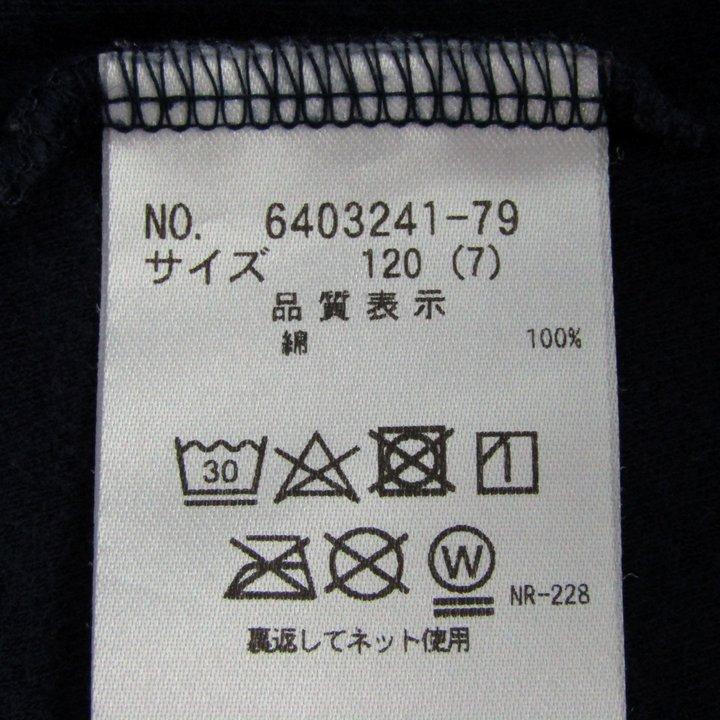 NO. 6403241-79
サイズ 120 (7)
品質表示
綿 100%
30
W NR-228
裏返してネット使用